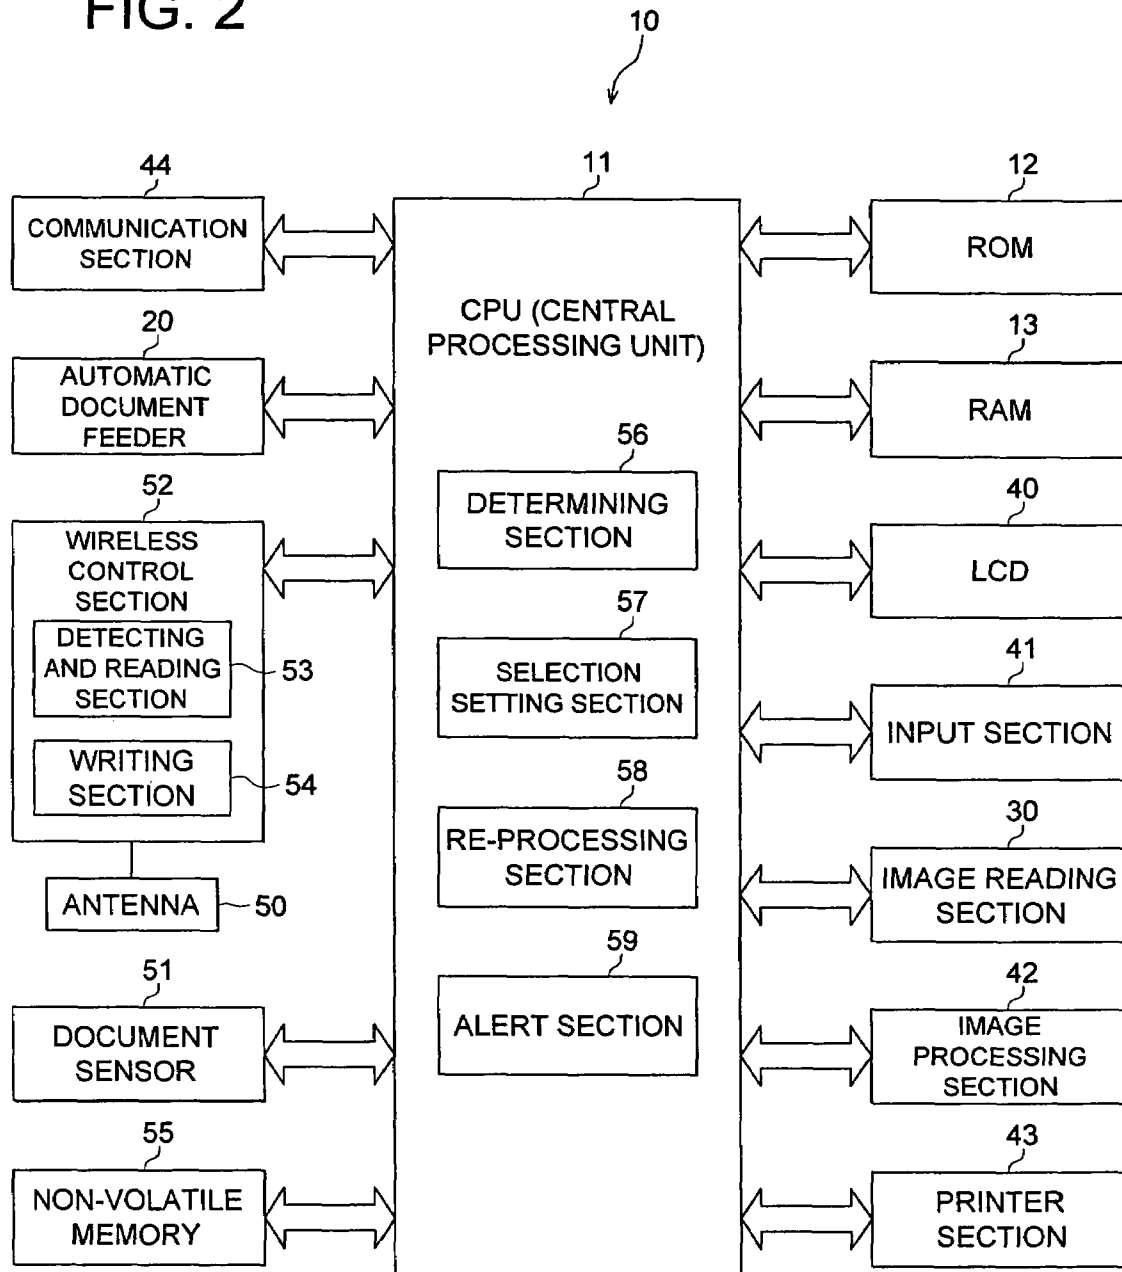 FIG. 2
10
44
COMMUNICATION
SECTION
20
AUTOMATIC
DOCUMENT
FEEDER
52
WIRELESS
CONTROL
SECTION
DETECTING
AND READING
SECTION
53
WRITING
SECTION
54
ANTENNA
50
51
DOCUMENT
SENSOR
55
NON-VOLATILE
MEMORY
11
CPU (CENTRAL
PROCESSING UNIT)
56
DETERMINING
SECTION
57
SELECTION
SETTING SECTION
58
RE-PROCESSING
SECTION
59
ALERT SECTION
12
ROM
13
RAM
40
LCD
41
INPUT SECTION
30
IMAGE READING
SECTION
42
IMAGE
PROCESSING
SECTION
43
PRINTER
SECTION